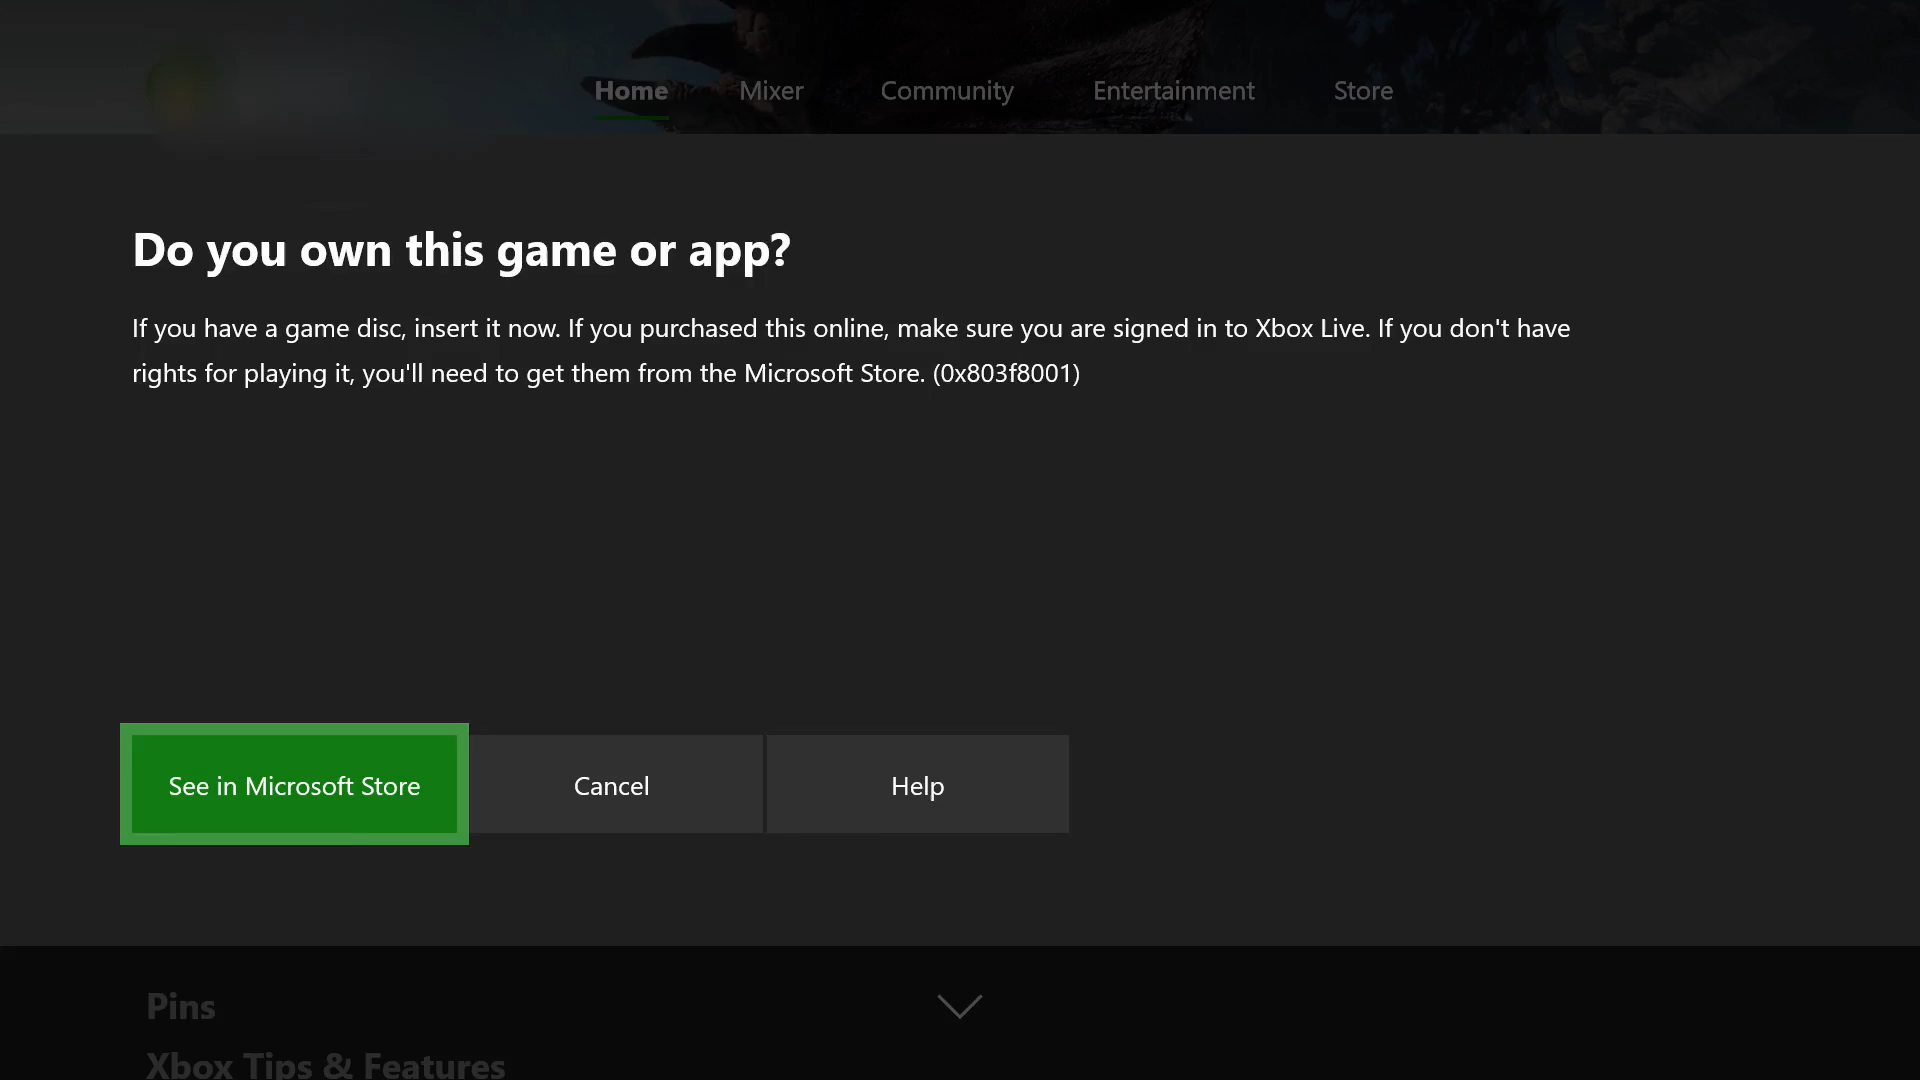 Home Mixer Community Entertainment Store
Do you own this game or app?
If you have a game disc, insert it now. If you purchased this online, make sure you are signed in to Xbox Live. If you don't have
rights for playing it, you'll need to get them from the Microsoft Store. (0x803f8001)
See in Microsoft Store Cancel Help
Pins
Xbox Tips & Features